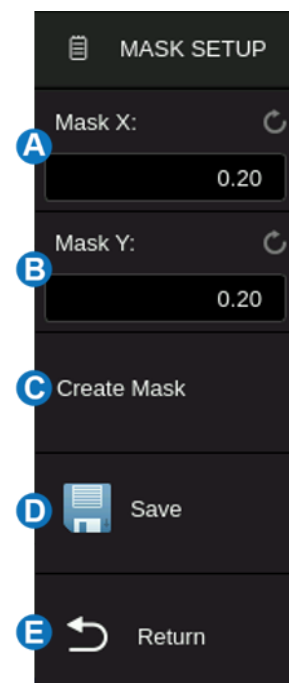 MASK SETUP
Mask X:
A
0.20
Mask Y:
B
0.20
C Create Mask
D Save
E Return